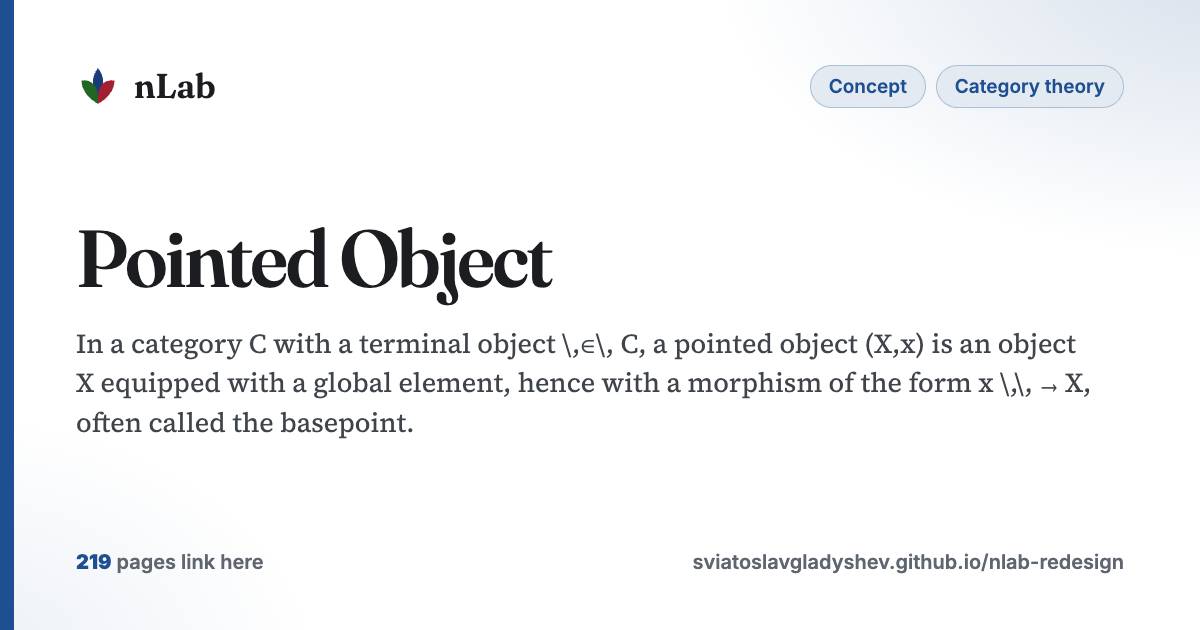 nLab
Concept
Category theory
Pointed Object
In a category C with a terminal object \,∈\, C, a pointed object (X,x) is an object
X equipped with a global element, hence with a morphism of the form x \,\, → X,
often called the basepoint.
219 pages link here
sviatoslavgladyshev.github.io/nlab-redesign